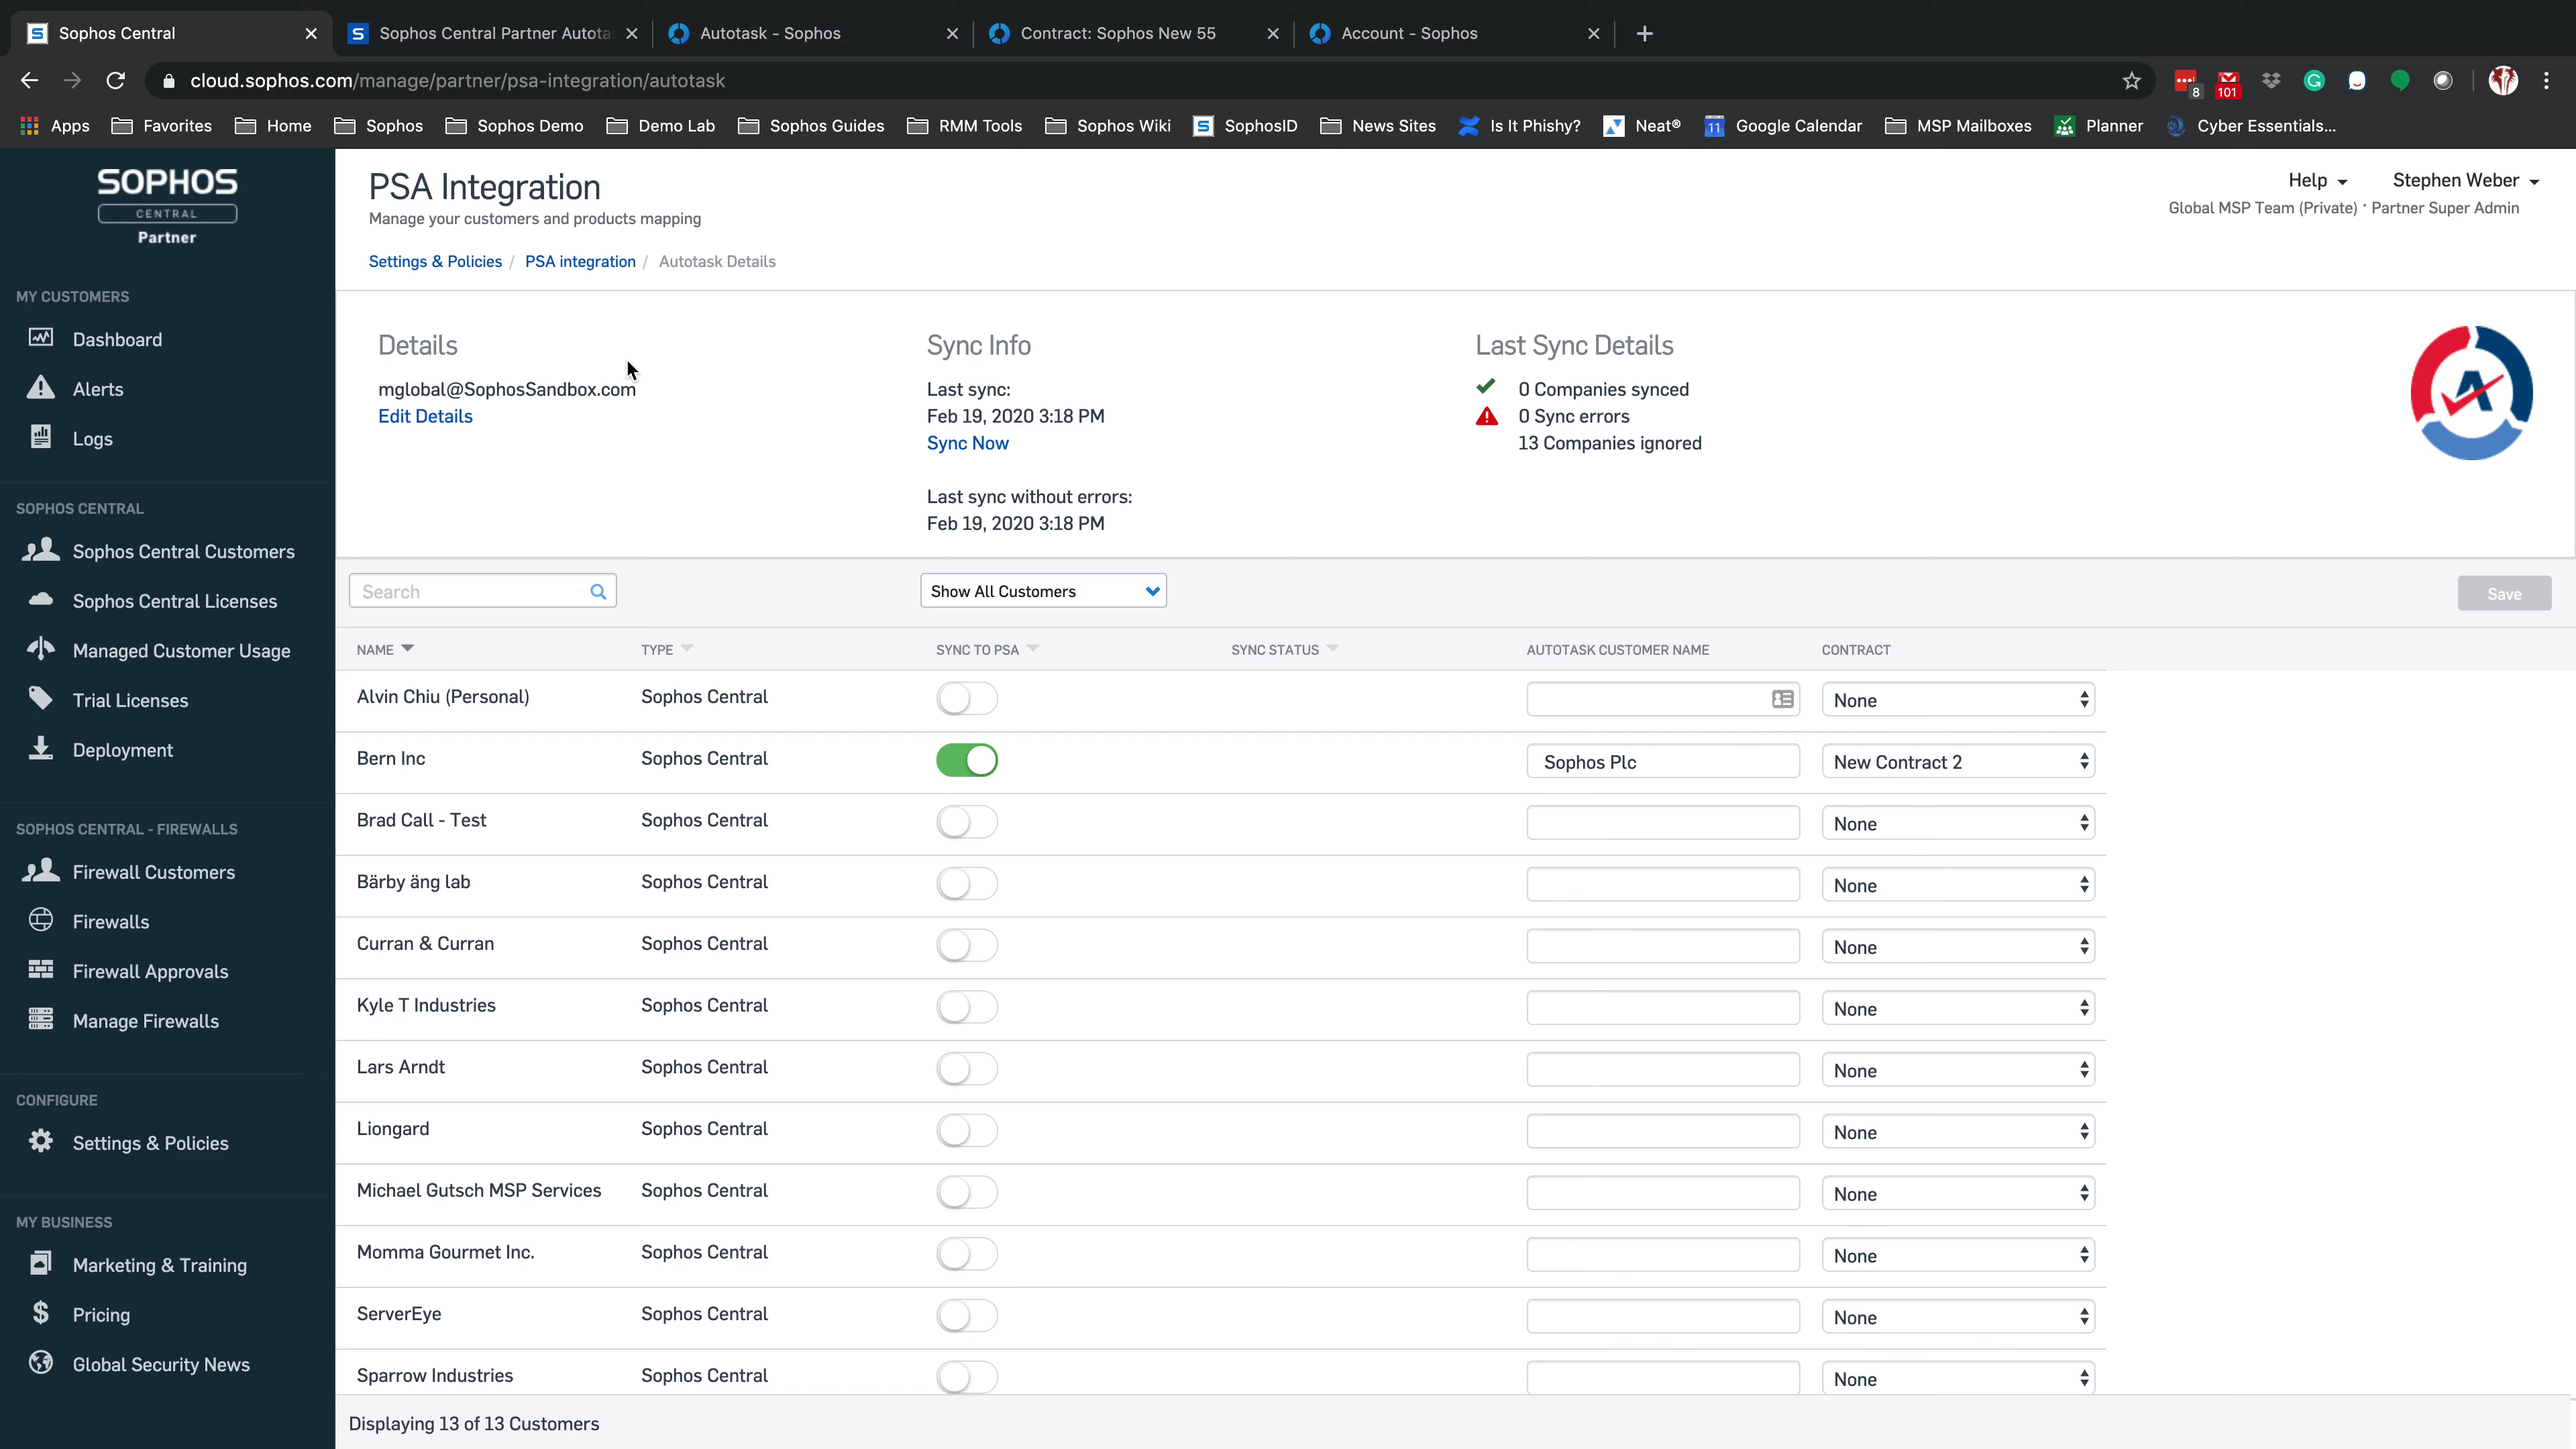 Sophos Central
Sophos Central Partner Autota
Autotask - Sophos
Contract: Sophos New 55
Account - Sophos
cloud.sophos.com/manage/partner/psa-integration/autotask
8
101
Apps
Favorites
Home
Sophos
Sophos Demo
Demo Lab
Sophos Guides
RMM Tools
Sophos Wiki
SophosID
News Sites
Is It Phishy?
Neat®
11
Google Calendar
MSP Mailboxes
Planner
Cyber Essentials...
SOPHOS
CENTRAL
Partner
MY CUSTOMERS
Dashboard
Alerts
Logs
SOPHOS CENTRAL
Sophos Central Customers
Sophos Central Licenses
Managed Customer Usage
Trial Licenses
Deployment
SOPHOS CENTRAL - FIREWALLS
Firewall Customers
Firewalls
Firewall Approvals
Manage Firewalls
CONFIGURE
Settings & Policies
MY BUSINESS
Marketing & Training
Pricing
Global Security News
PSA Integration
Manage your customers and products mapping
Help
Stephen Weber
Global MSP Team (Private) · Partner Super Admin
Settings & Policies / PSA integration / Autotask Details
Details
mglobal@SophosSandbox.com
Edit Details
Sync Info
Last sync:
Feb 19, 2020 3:18 PM
Sync Now
Last sync without errors:
Feb 19, 2020 3:18 PM
Last Sync Details
0 Companies synced
0 Sync errors
13 Companies ignored
Search
Show All Customers
Save
NAME TYPE SYNC TO PSA SYNC STATUS AUTOTASK CUSTOMER NAME CONTRACT
Alvin Chiu (Personal) Sophos Central None
Bern Inc Sophos Central Sophos Plc New Contract 2
Brad Call - Test Sophos Central None
Bärby äng lab Sophos Central None
Curran & Curran Sophos Central None
Kyle T Industries Sophos Central None
Lars Arndt Sophos Central None
Liongard Sophos Central None
Michael Gutsch MSP Services Sophos Central None
Momma Gourmet Inc. Sophos Central None
ServerEye Sophos Central None
Sparrow Industries Sophos Central None
Displaying 13 of 13 Customers